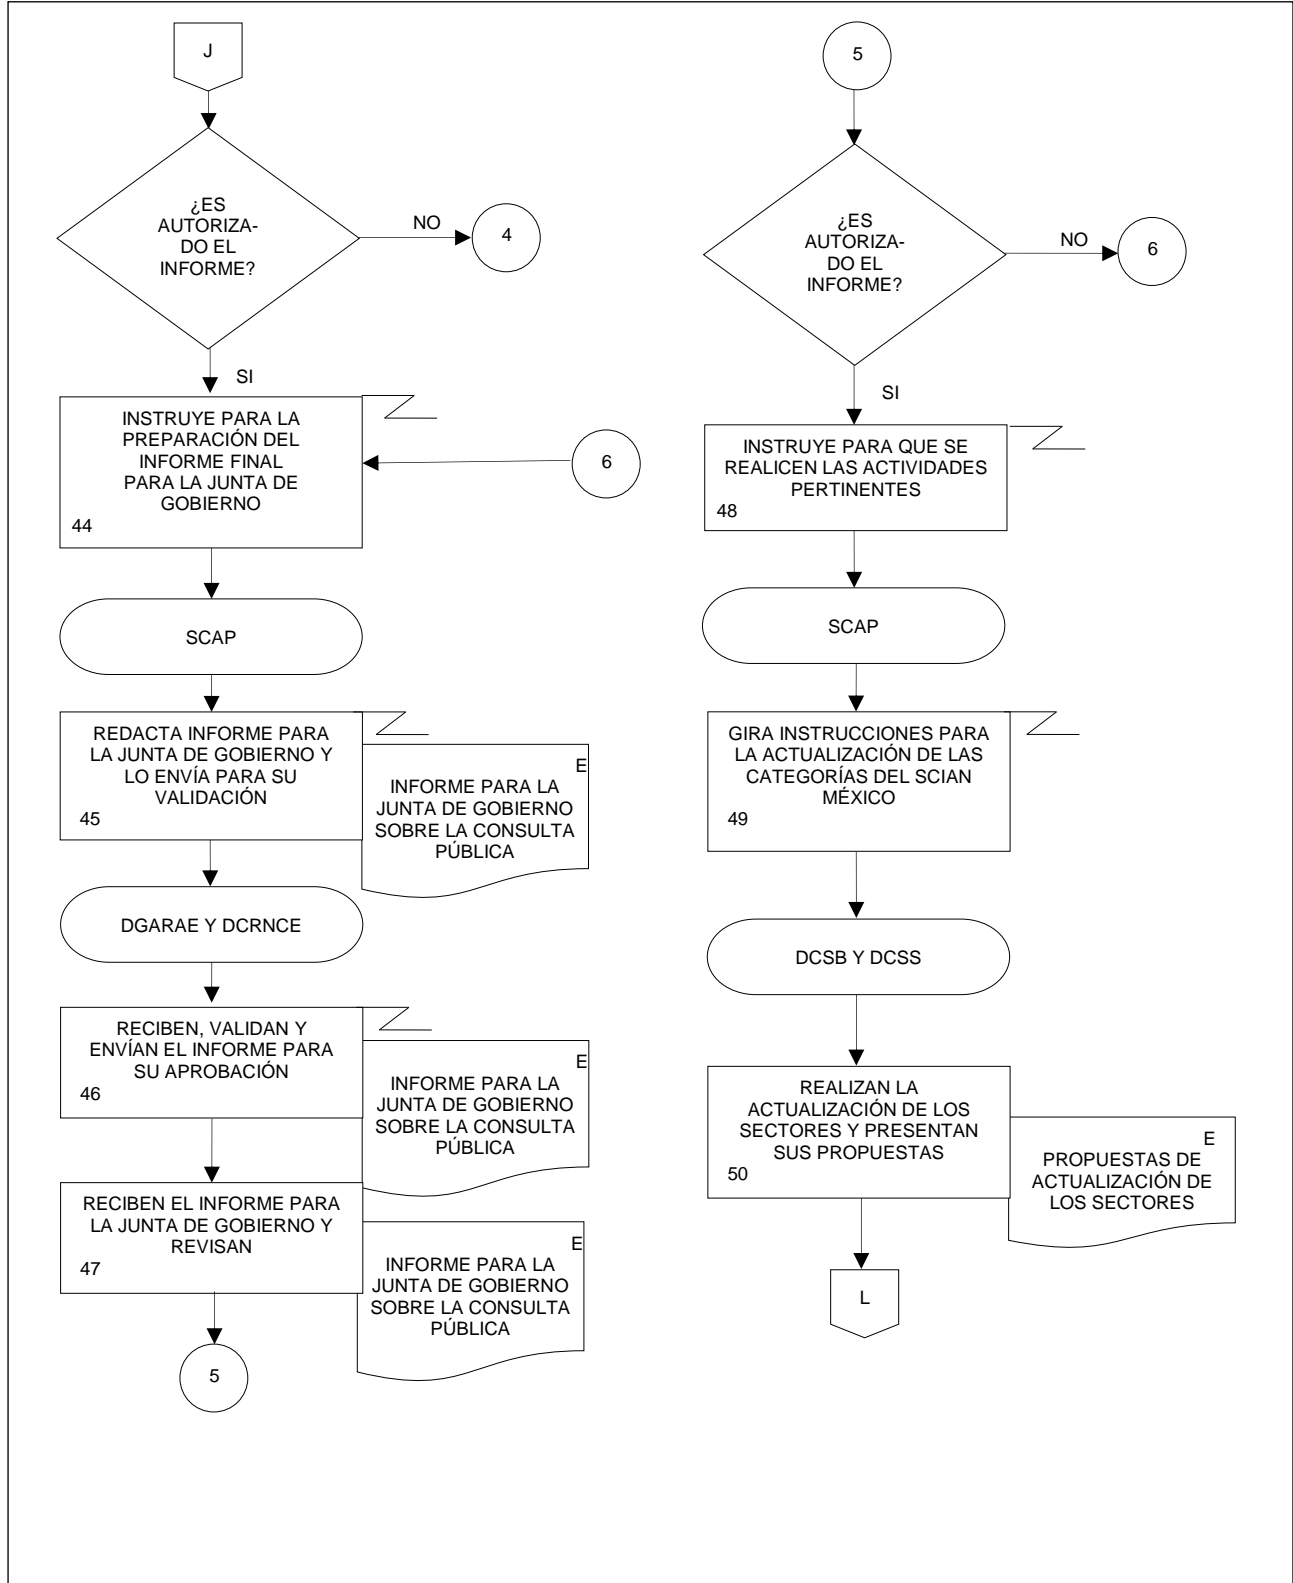 J
¿ES
AUTORIZA-
DO EL
INFORME?
NO
4
SI
INSTRUYE PARA LA
PREPARACIÓN DEL
INFORME FINAL
PARA LA JUNTA DE
GOBIERNO
44
6
SCAP
REDACTA INFORME PARA
LA JUNTA DE GOBIERNO Y
LO ENVÍA PARA SU
VALIDACIÓN
45
E
INFORME PARA LA
JUNTA DE GOBIERNO
SOBRE LA CONSULTA
PÚBLICA
DGARAE Y DCRNCE
RECIBEN, VALIDAN Y
ENVÍAN EL INFORME PARA
SU APROBACIÓN
46
E
INFORME PARA LA
JUNTA DE GOBIERNO
SOBRE LA CONSULTA
PÚBLICA
RECIBEN EL INFORME PARA
LA JUNTA DE GOBIERNO Y
REVISAN
47
E
INFORME PARA LA
JUNTA DE GOBIERNO
SOBRE LA CONSULTA
PÚBLICA
5
5
¿ES
AUTORIZA-
DO EL
INFORME?
NO
6
SI
INSTRUYE PARA QUE SE
REALICEN LAS ACTIVIDADES
PERTINENTES
48
SCAP
GIRA INSTRUCCIONES PARA
LA ACTUALIZACIÓN DE LAS
CATEGORÍAS DEL SCIAN
MÉXICO
49
DCSB Y DCSS
REALIZAN LA
ACTUALIZACIÓN DE LOS
SECTORES Y PRESENTAN
SUS PROPUESTAS
50
E
PROPUESTAS DE
ACTUALIZACIÓN DE
LOS SECTORES
L